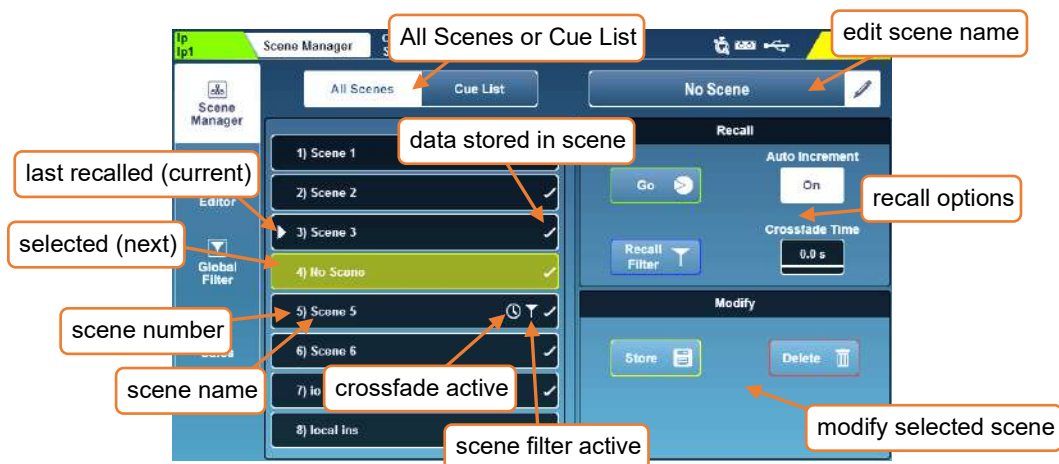 Ip
Ip1
Scene Manager
All Scenes or Cue List
edit scene name
Scene
Manager
All Scenes
Cue List
No Scene
Recall
data stored in scene
1) Scene 1
Auto Increment
last recalled (current)
2) Scene 2
Go
On
recall options
Editor
3) Scene 3
Crossfade Time
selected (next)
Global
Filter
4) No Scene
Recall
Filter
0.0 s
scene number
5) Scene 5
Modify
6) Scene 6
Store
Delete
scene name
7) io
crossfade active
modify selected scene
8) local ins
scene filter active